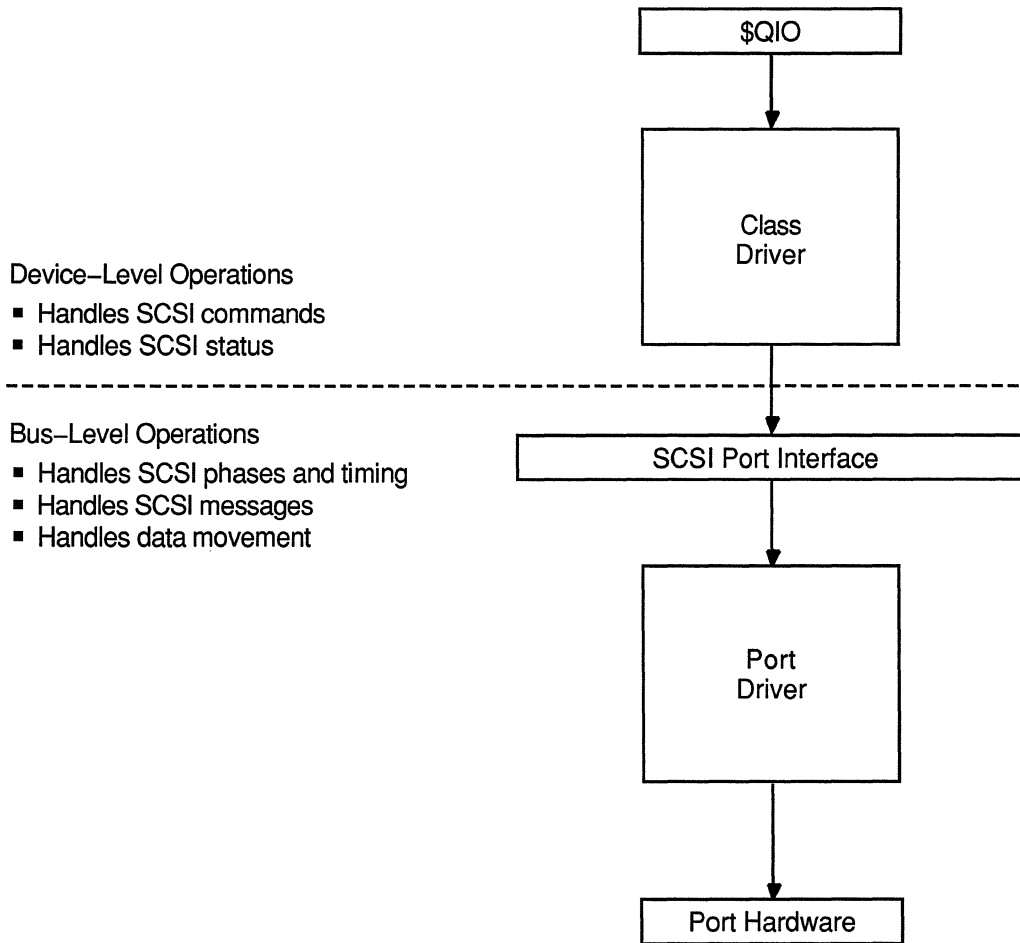 $QIO
Class
Driver
Device–Level Operations
▪ Handles SCSI commands
▪ Handles SCSI status
Bus–Level Operations
▪ Handles SCSI phases and timing
▪ Handles SCSI messages
▪ Handles data movement
SCSI Port Interface
Port
Driver
Port Hardware